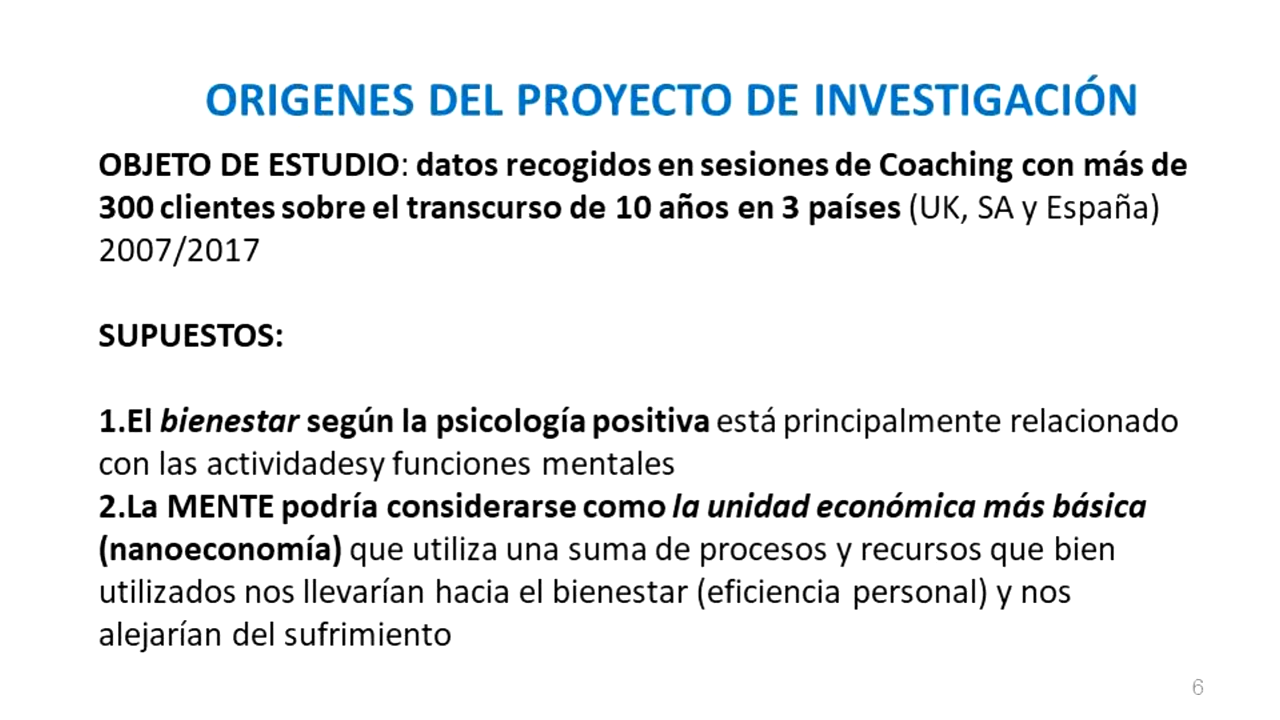 ORIGENES DEL PROYECTO DE INVESTIGACIÓN
OBJETO DE ESTUDIO: datos recogidos en sesiones de Coaching con más de
300 clientes sobre el transcurso de 10 años en 3 países (UK, SA y España)
2007/2017
SUPUESTOS:
1.El bienestar según la psicología positiva está principalmente relacionado
con las actividadesy funciones mentales
2.La MENTE podría considerarse como la unidad económica más básica
(nanoeconomía) que utiliza una suma de procesos y recursos que bien
utilizados nos llevarían hacia el bienestar (eficiencia personal) y nos
alejarían del sufrimiento
6